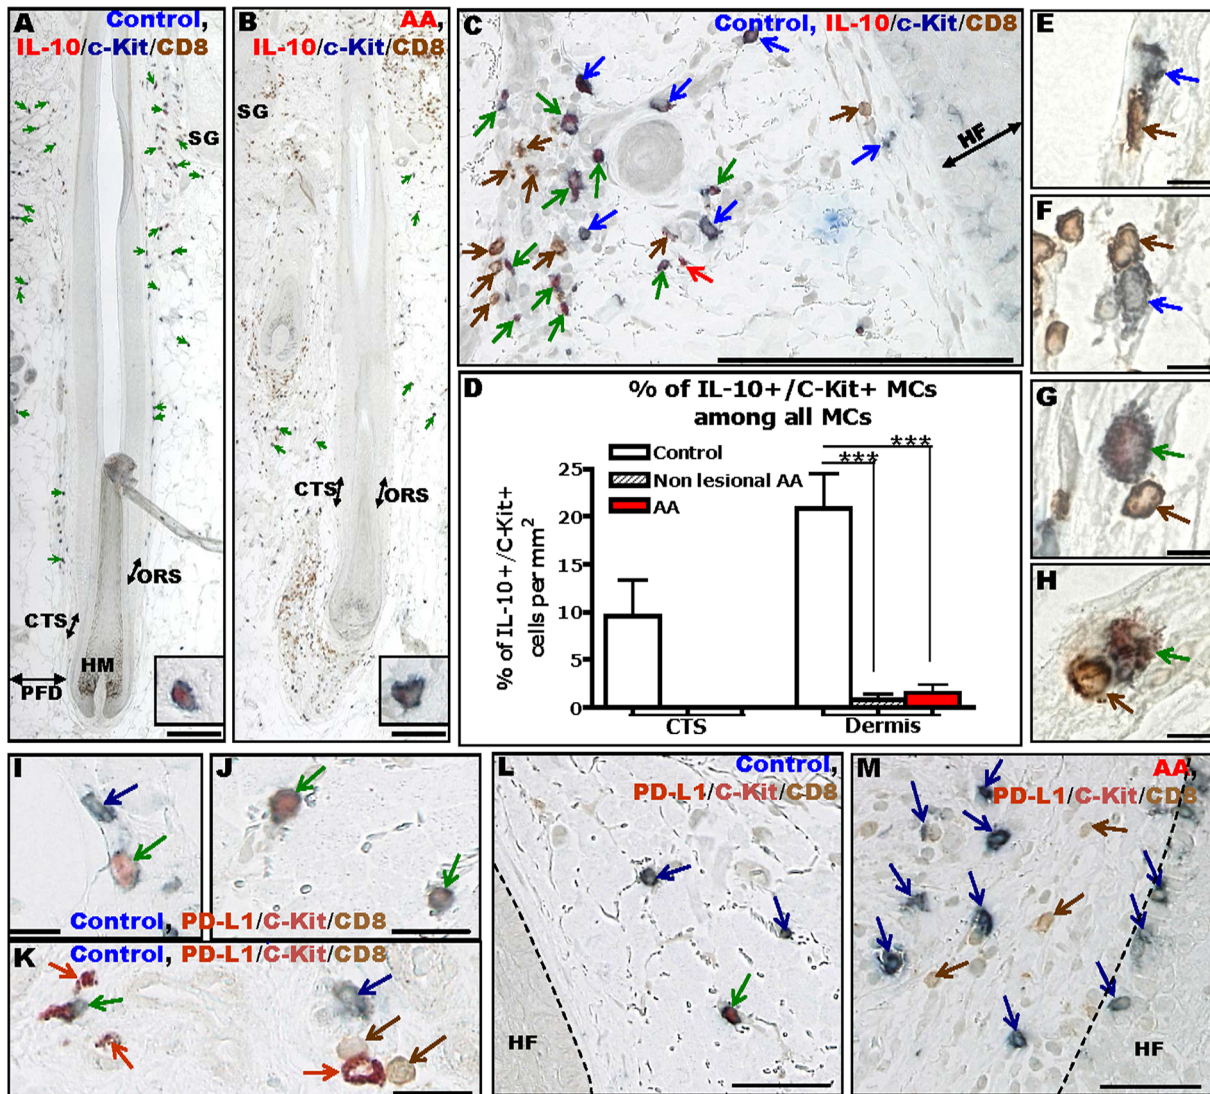 A
Control,
IL-10/c-Kit/CD8
SG
ORS
CTS
HM
PFD
B
AA,
IL-10/c-Kit/CD8
SG
CTS
ORS
C
Control, IL-10/c-Kit/CD8
HF
D
% of IL-10+/C-Kit+ MCs
among all MCs
Control
Non lesional AA
AA
***
***
% of IL-10+/C-Kit+
cells per mm2
25
20
15
10
5
0
CTS
Dermis
E
F
G
H
I
J
Control, PD-L1/C-Kit/CD8
K
Control, PD-L1/C-Kit/CD8
L
Control,
PD-L1/C-Kit/CD8
HF
M
AA,
PD-L1/C-Kit/CD8
HF